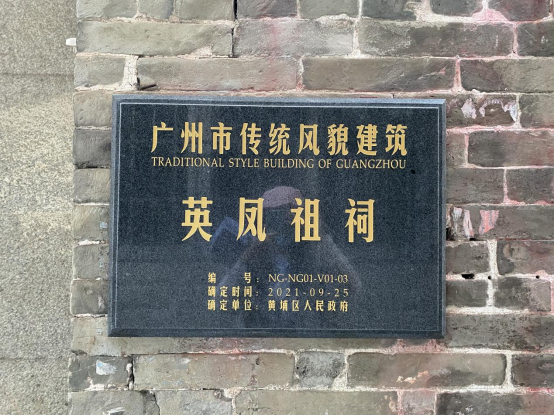 广州市传统风貌建筑
TRADITIONAL STYLE BUILDING OF GUANGZHOU
英凤祖祠
编 号：NG-NG01-V01-03
确定时间：2021-09-25
确定单位：黄埔区人民政府